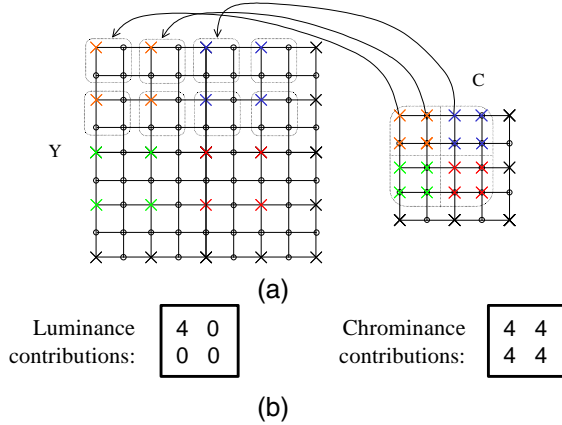 C
Y
(a)
Luminance contributions:
4 0
0 0
Chrominance contributions:
4 4
4 4
(b)